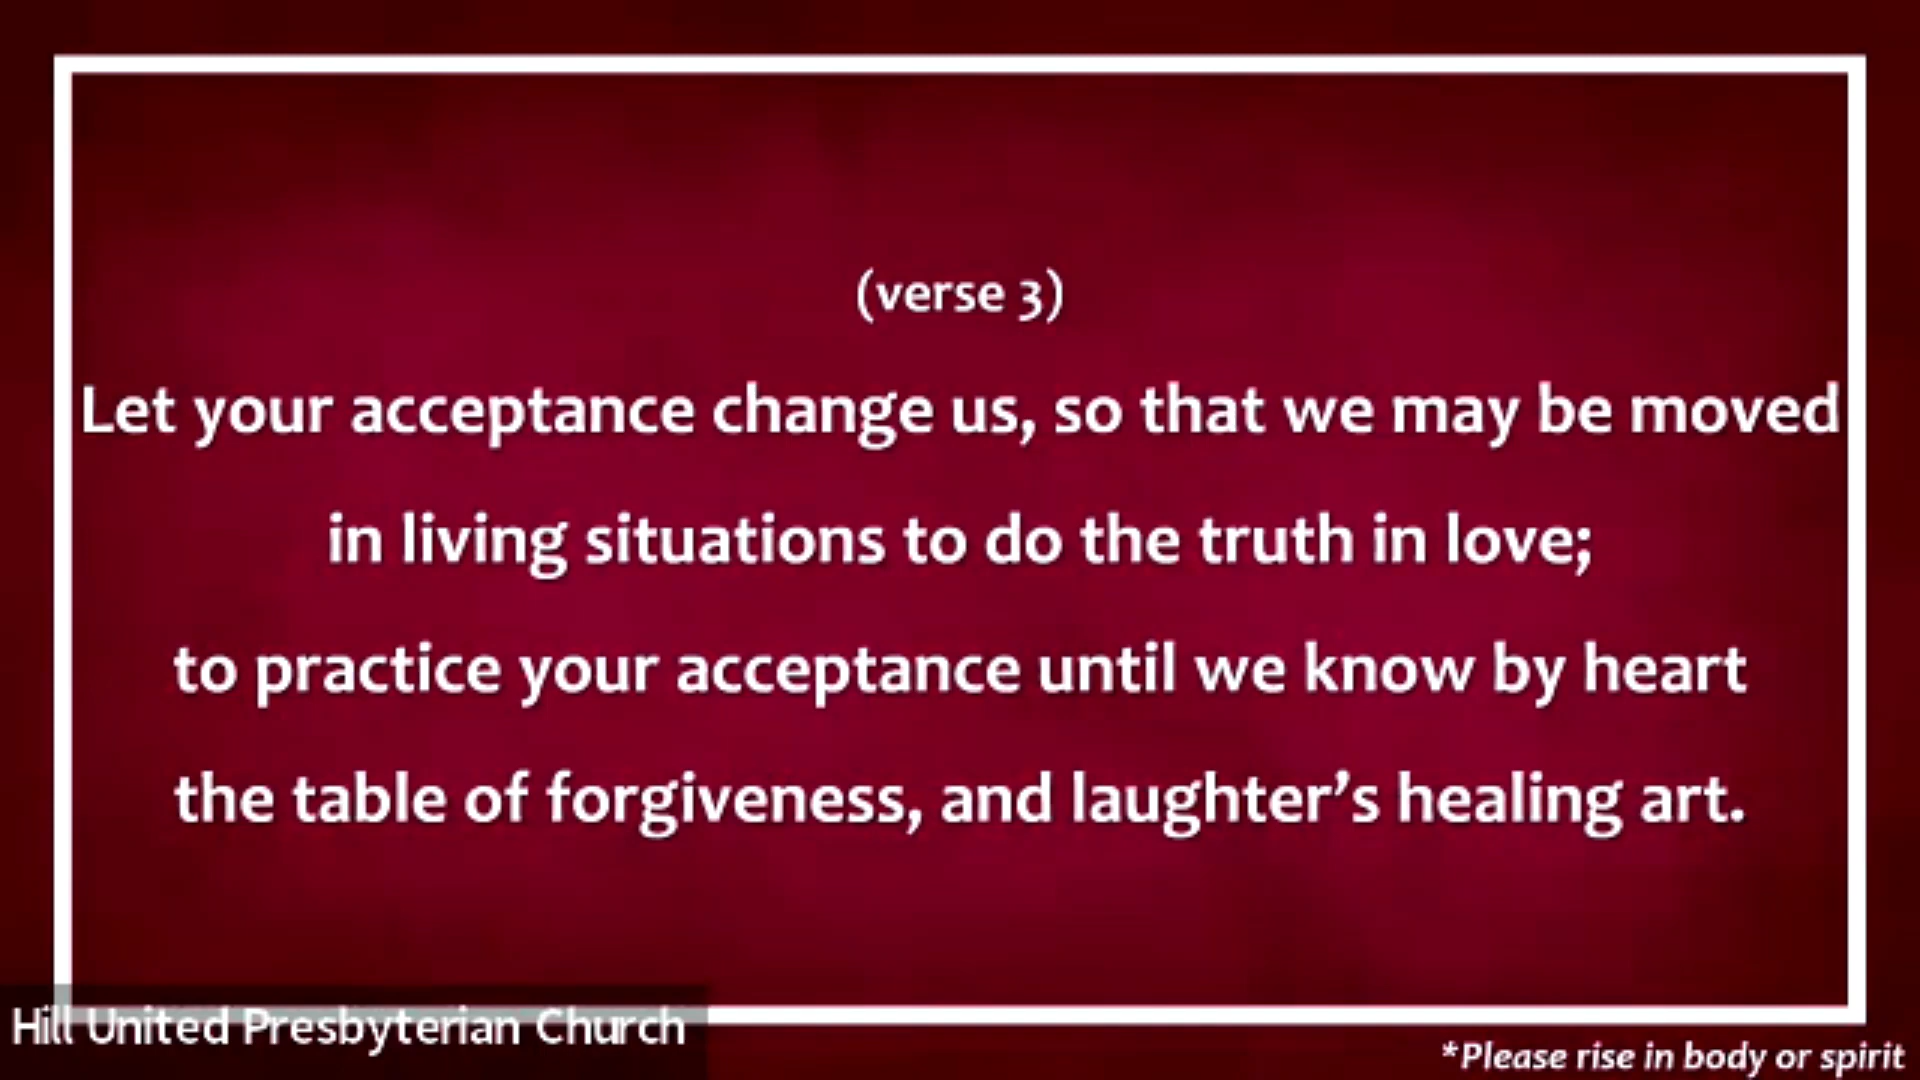 (verse 3)
Let your acceptance change us, so that we may be moved
in living situations to do the truth in love;
to practice your acceptance until we know by heart
the table of forgiveness, and laughter’s healing art.
Hill United Presbyterian Church
*Please rise in body or spirit